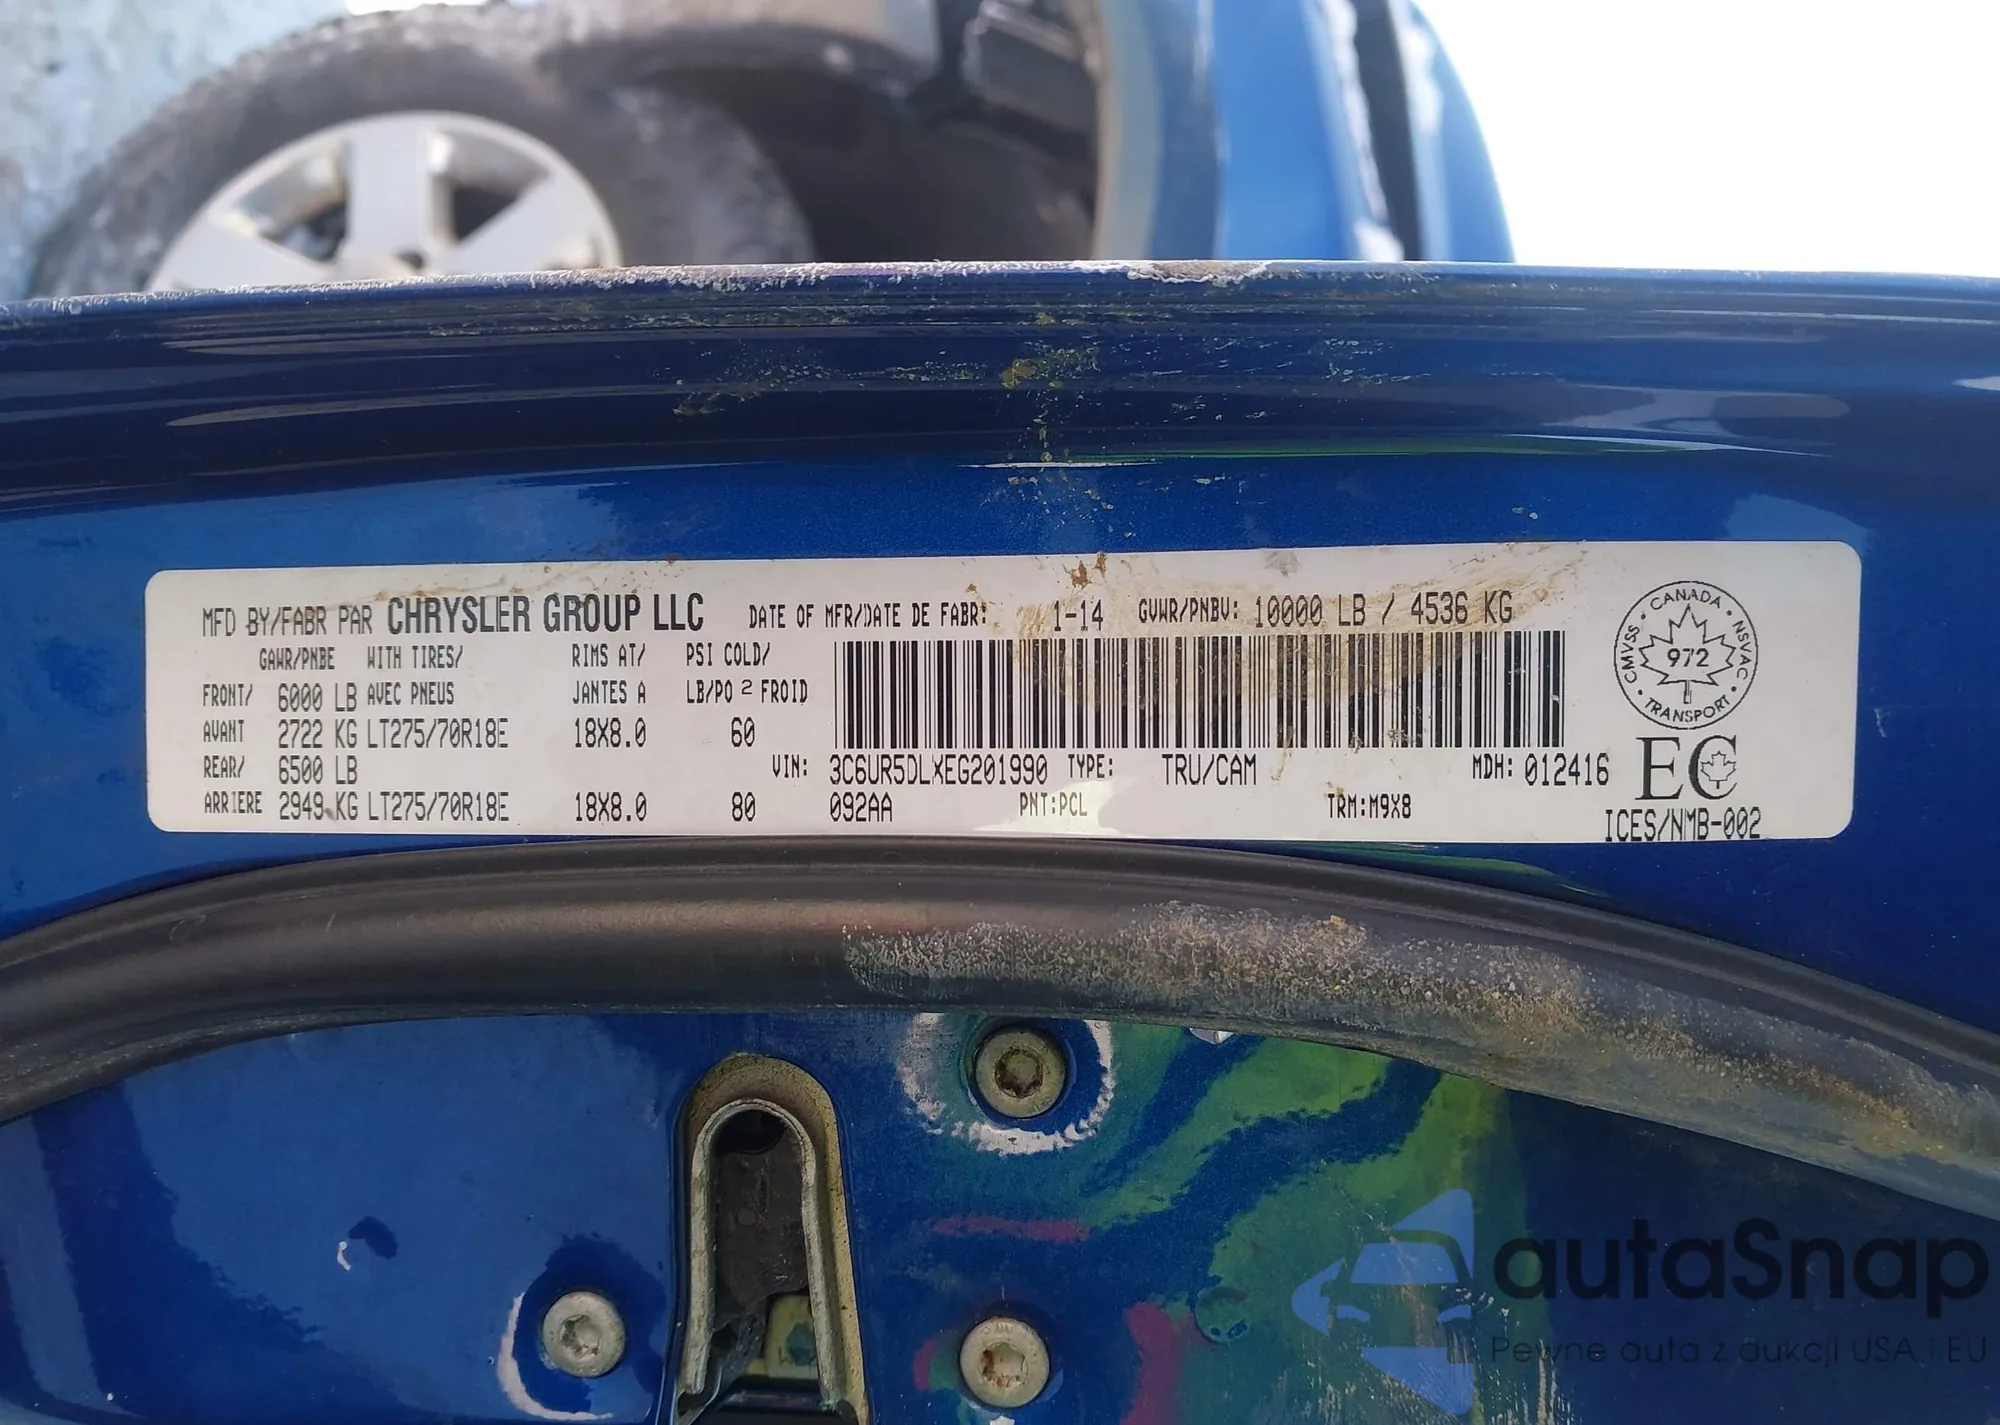 MFD BY/FABR PAR CHRYSLER GROUP LLC DATE OF MFR/DATE DE FABR: 1-14 GVWR/PNBV: 10000 LB / 4536 KG
GAWR/PNBE WITH TIRES/ RIMS AT/ PSI COLD/
FRONT/ 6000 LB AVEC PNEUS JANTES A LB/PO 2 FROID
AVANT 2722 KG LT275/70R18E 18X8.0 60
REAR/ 6500 LB VIN: 3C6UR5DLXEG201990 TYPE: TRU/CAM MDH: 012416
ARRIERE 2949 KG LT275/70R18E 18X8.0 80 092AA PNT:PCL TRM:M9X8
CANADA • NSVAC • TRANSPORT • CMVSS •
972
EC
ICES/NMB-002
autaSnap
Pewne auto z aukcji USA i EU